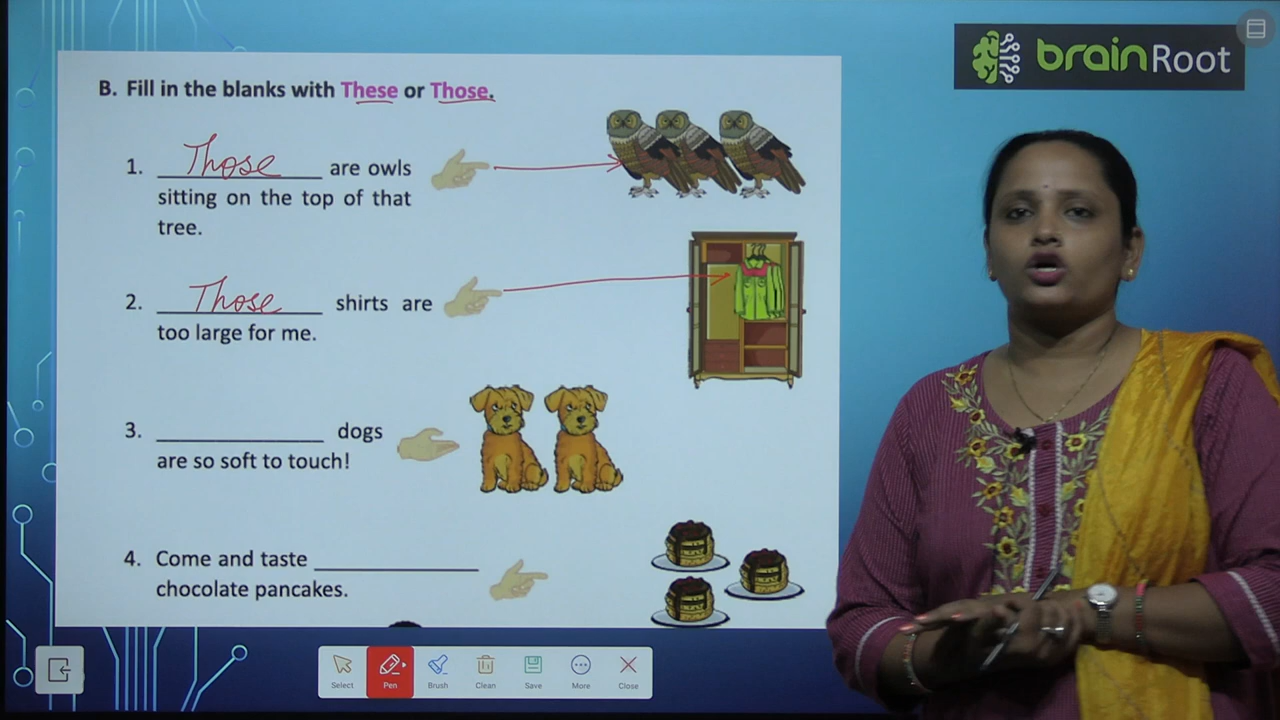 brainRoot
B. Fill in the blanks with These or Those.
1. Those are owls
sitting on the top of that
tree.
2. Those shirts are
too large for me.
3. ______________ dogs
are so soft to touch!
4. Come and taste ______________
chocolate pancakes.
Select Pen Brush Clean Save More Close